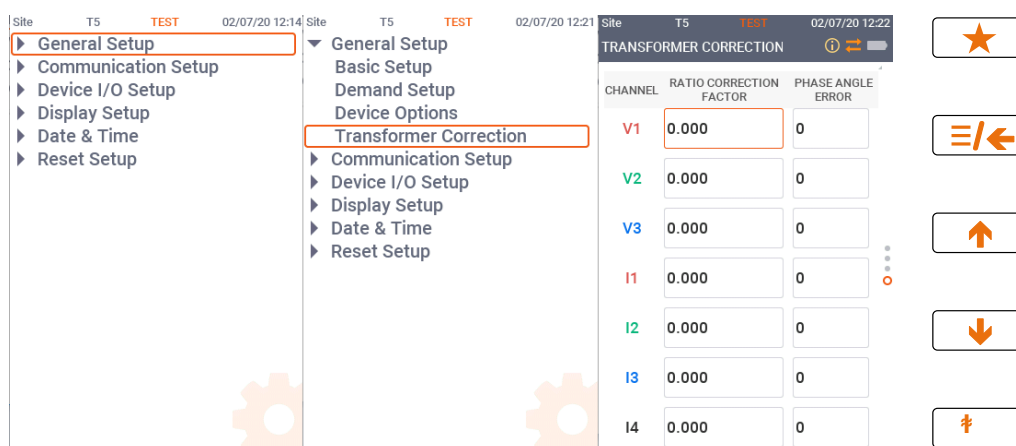 Site T5 TEST 02/07/20 12:14
General Setup
Communication Setup
Device I/O Setup
Display Setup
Date & Time
Reset Setup
Site T5 TEST 02/07/20 12:21
General Setup
Basic Setup
Demand Setup
Device Options
Transformer Correction
Communication Setup
Device I/O Setup
Display Setup
Date & Time
Reset Setup
Site T5 TEST 02/07/20 12:22
TRANSFORMER CORRECTION
CHANNEL RATIO CORRECTION FACTOR PHASE ANGLE ERROR
V1 0.000 0
V2 0.000 0
V3 0.000 0
I1 0.000 0
I2 0.000 0
I3 0.000 0
I4 0.000 0